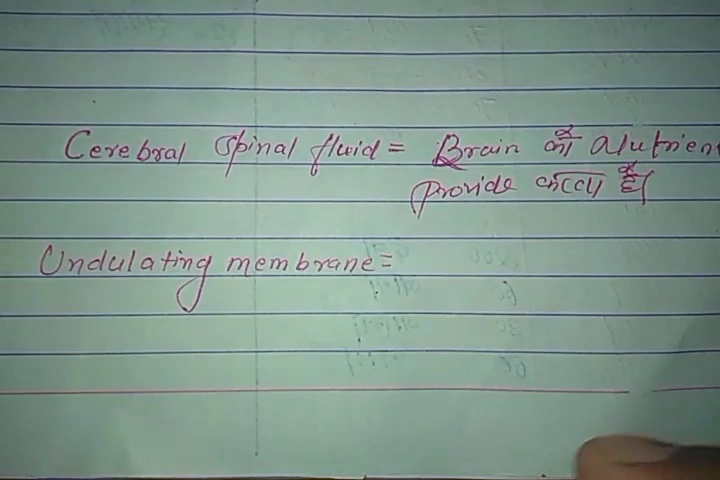 Cerebral Spinal fluid = Brain को Nutrien
Provide करता है
Undulating membrane =